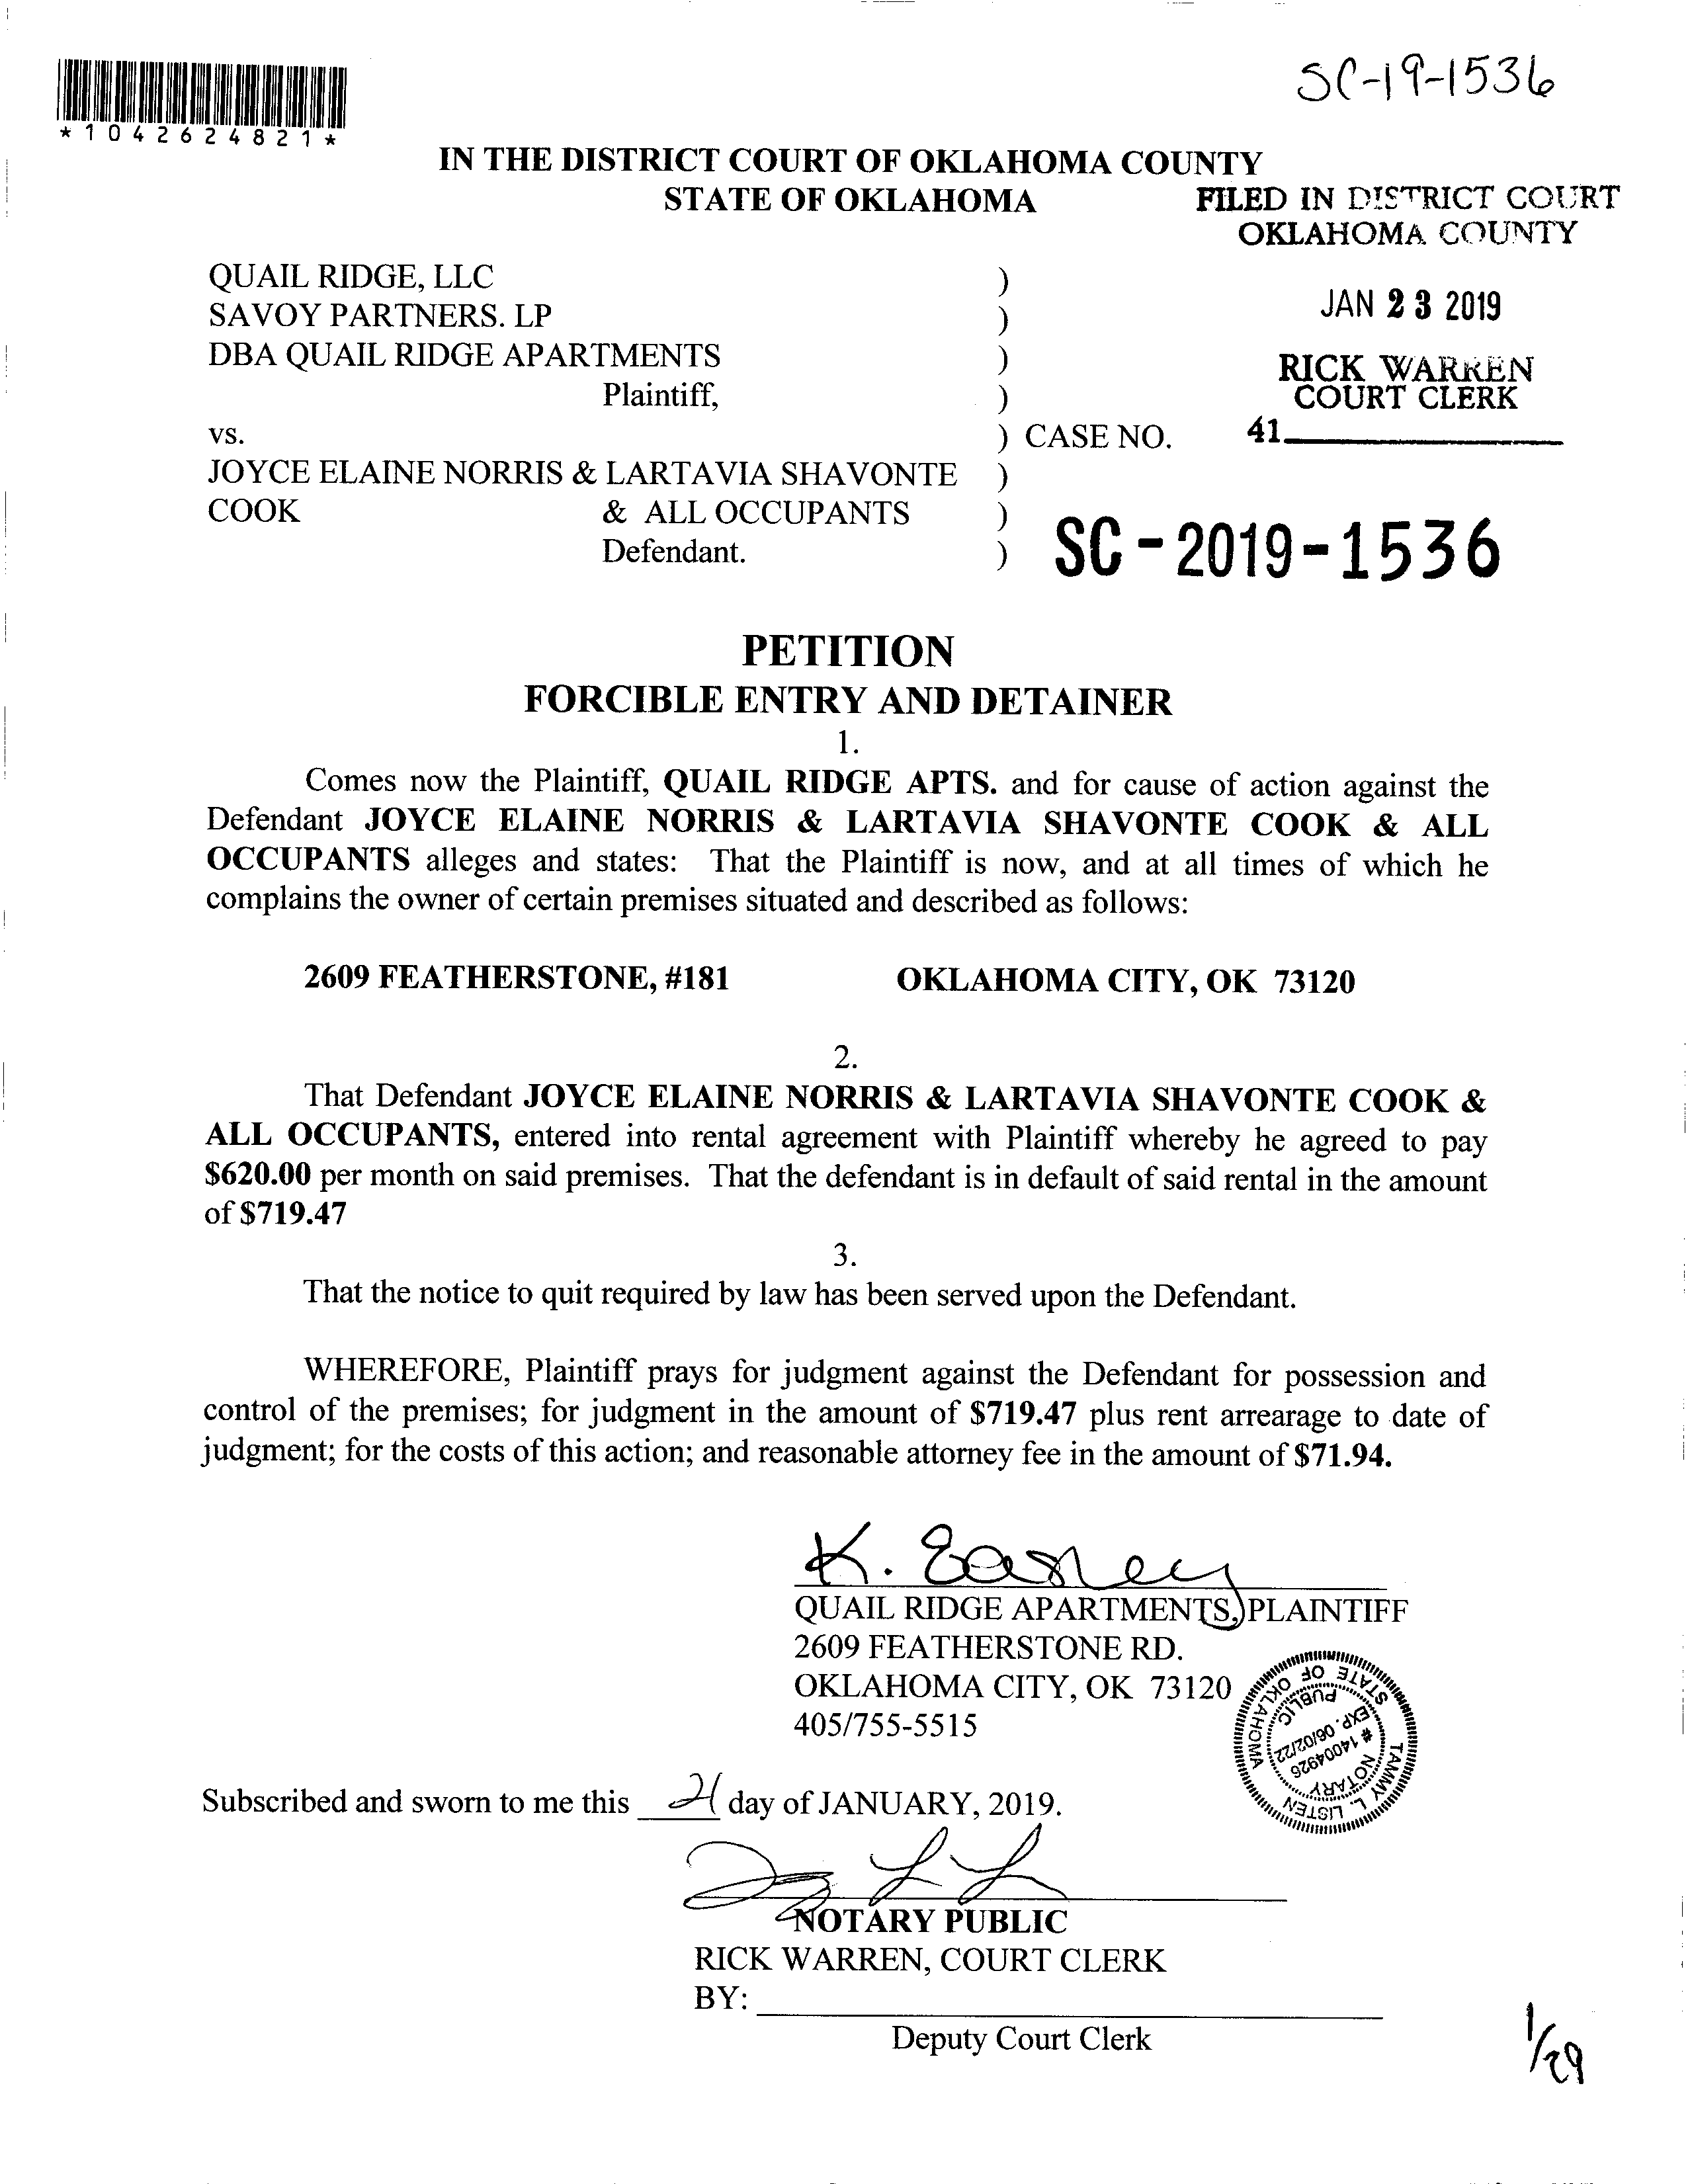 SC-19-1536
*1042624821*
IN THE DISTRICT COURT OF OKLAHOMA COUNTY
STATE OF OKLAHOMA
FILED IN DISTRICT COURT
OKLAHOMA COUNTY
QUAIL RIDGE, LLC )
SAVOY PARTNERS. LP )
JAN 23 2019
DBA QUAIL RIDGE APARTMENTS )
Plaintiff, )
RICK WARREN
COURT CLERK
vs. ) CASE NO. 41
JOYCE ELAINE NORRIS & LARTAVIA SHAVONTE )
COOK & ALL OCCUPANTS )
Defendant. )
SC-2019-1536
PETITION
FORCIBLE ENTRY AND DETAINER
1.
Comes now the Plaintiff, QUAIL RIDGE APTS. and for cause of action against the
Defendant JOYCE ELAINE NORRIS & LARTAVIA SHAVONTE COOK & ALL
OCCUPANTS alleges and states: That the Plaintiff is now, and at all times of which he
complains the owner of certain premises situated and described as follows:
2609 FEATHERSTONE, #181 OKLAHOMA CITY, OK 73120
2.
That Defendant JOYCE ELAINE NORRIS & LARTAVIA SHAVONTE COOK &
ALL OCCUPANTS, entered into rental agreement with Plaintiff whereby he agreed to pay
$620.00 per month on said premises. That the defendant is in default of said rental in the amount
of $719.47
3.
That the notice to quit required by law has been served upon the Defendant.
WHEREFORE, Plaintiff prays for judgment against the Defendant for possession and
control of the premises; for judgment in the amount of $719.47 plus rent arrearage to date of
judgment; for the costs of this action; and reasonable attorney fee in the amount of $71.94.
K. Easley
QUAIL RIDGE APARTMENTS, PLAINTIFF
2609 FEATHERSTONE RD.
OKLAHOMA CITY, OK 73120
405/755-5515
TAMMY L. LISTEN
STATE OF OKLAHOMA
NOTARY PUBLIC
# 14004926
EXP. 06/02/22
Subscribed and sworn to me this 21 day of JANUARY, 2019.
NOTARY PUBLIC
RICK WARREN, COURT CLERK
BY:
Deputy Court Clerk
1/29